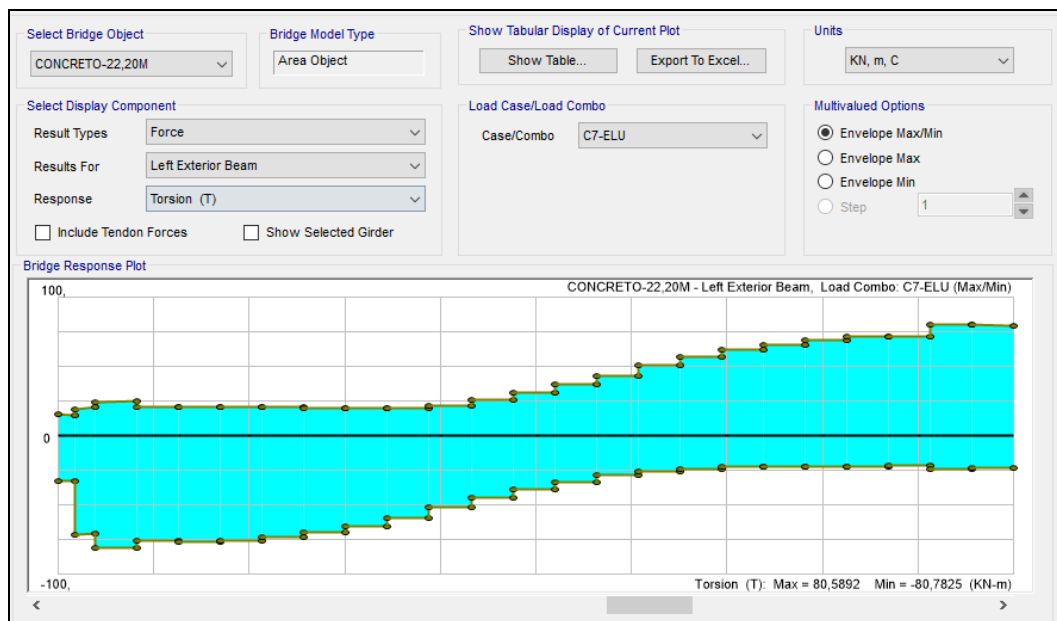 Select Bridge Object
CONCRETO-22,20M
Bridge Model Type
Area Object
Show Tabular Display of Current Plot
Show Table...
Export To Excel...
Units
KN, m, C
Select Display Component
Result Types
Force
Results For
Left Exterior Beam
Response
Torsion (T)
Include Tendon Forces
Show Selected Girder
Load Case/Load Combo
Case/Combo
C7-ELU
Multivalued Options
Envelope Max/Min
Envelope Max
Envelope Min
Step
1
Bridge Response Plot
100,
CONCRETO-22,20M - Left Exterior Beam, Load Combo: C7-ELU (Max/Min)
0
-100,
Torsion (T): Max = 80,5892 Min = -80,7825 (KN-m)